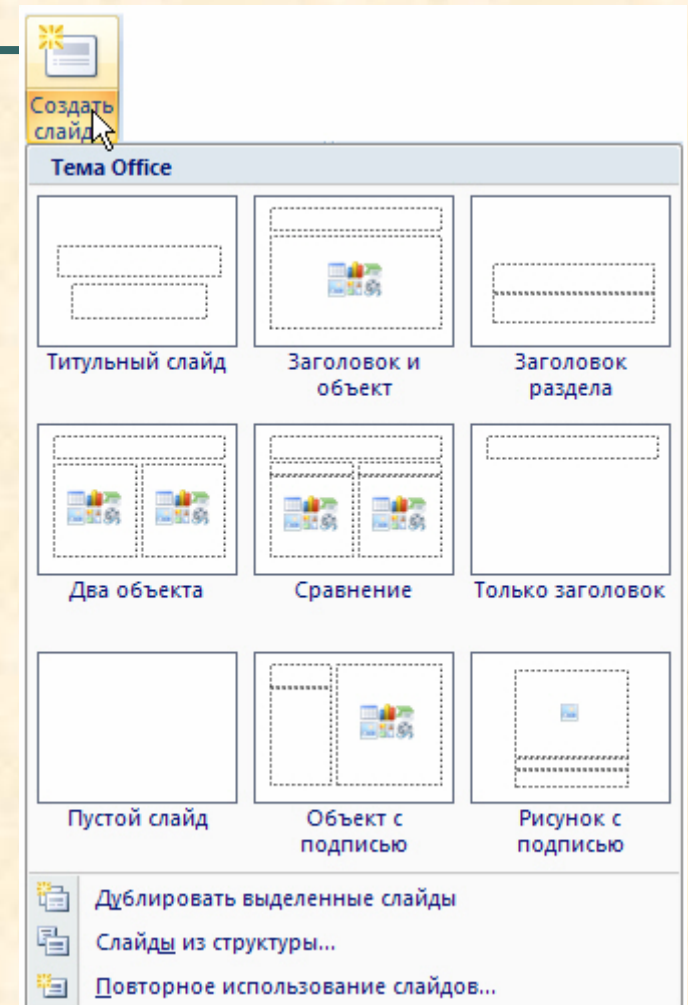 Создать
слайд
Тема Office
Титульный слайд
Заголовок и
объект
Заголовок
раздела
Два объекта
Сравнение
Только заголовок
Пустой слайд
Объект с
подписью
Рисунок с
подписью
Дублировать выделенные слайды
Слайды из структуры...
Повторное использование слайдов...